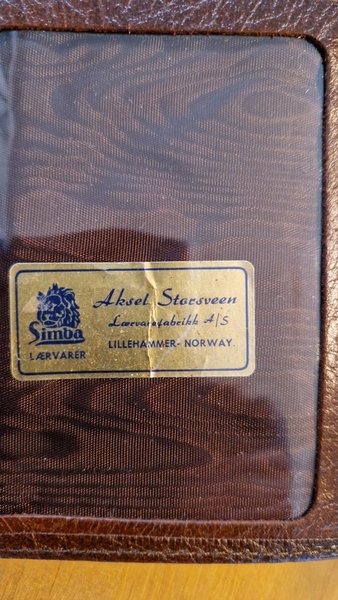 Simba
LÆRVARER
Aksel Storsveen
Lærvarefabrikk A/S
LILLEHAMMER - NORWAY.